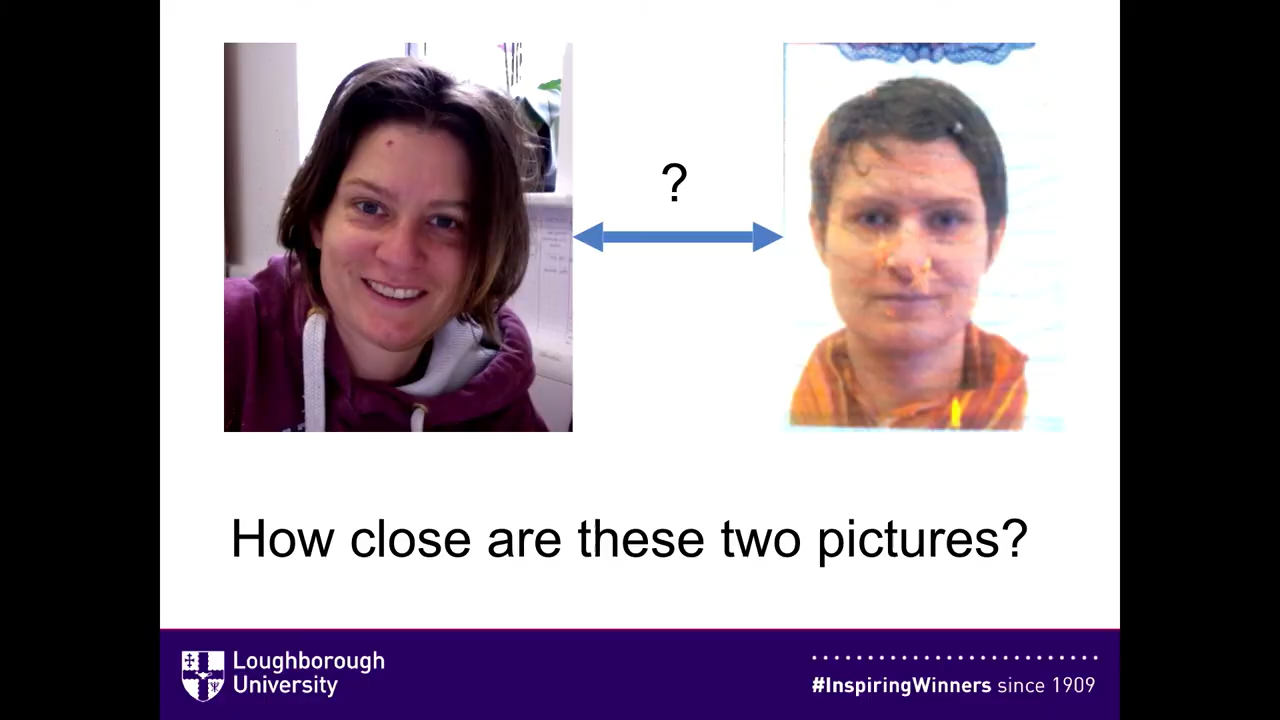 ?
How close are these two pictures?
Loughborough
University
#InspiringWinners since 1909